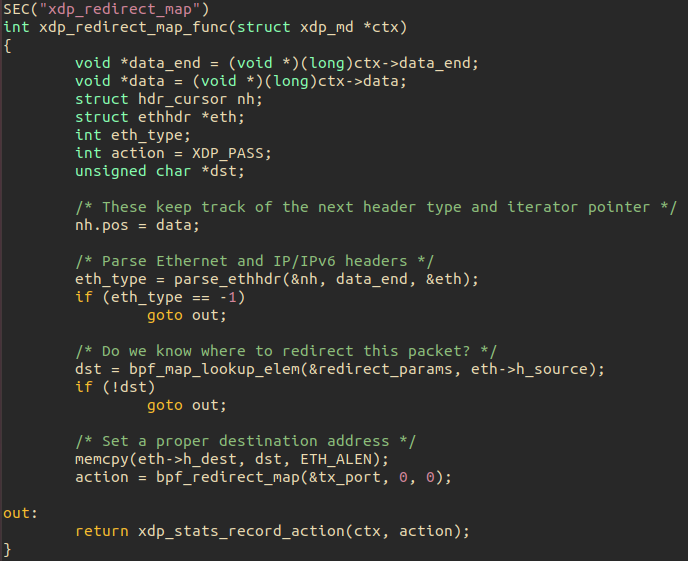 SEC("xdp_redirect_map")
int xdp_redirect_map_func(struct xdp_md *ctx)
{
        void *data_end = (void *)(long)ctx->data_end;
        void *data = (void *)(long)ctx->data;
        struct hdr_cursor nh;
        struct ethhdr *eth;
        int eth_type;
        int action = XDP_PASS;
        unsigned char *dst;

        /* These keep track of the next header type and iterator pointer */
        nh.pos = data;

        /* Parse Ethernet and IP/IPv6 headers */
        eth_type = parse_ethhdr(&nh, data_end, &eth);
        if (eth_type == -1)
                goto out;

        /* Do we know where to redirect this packet? */
        dst = bpf_map_lookup_elem(&redirect_params, eth->h_source);
        if (!dst)
                goto out;

        /* Set a proper destination address */
        memcpy(eth->h_dest, dst, ETH_ALEN);
        action = bpf_redirect_map(&tx_port, 0, 0);

out:
        return xdp_stats_record_action(ctx, action);
}